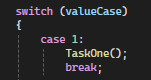 switch (valueCase)
{
    case 1:
        TaskOne();
        break;